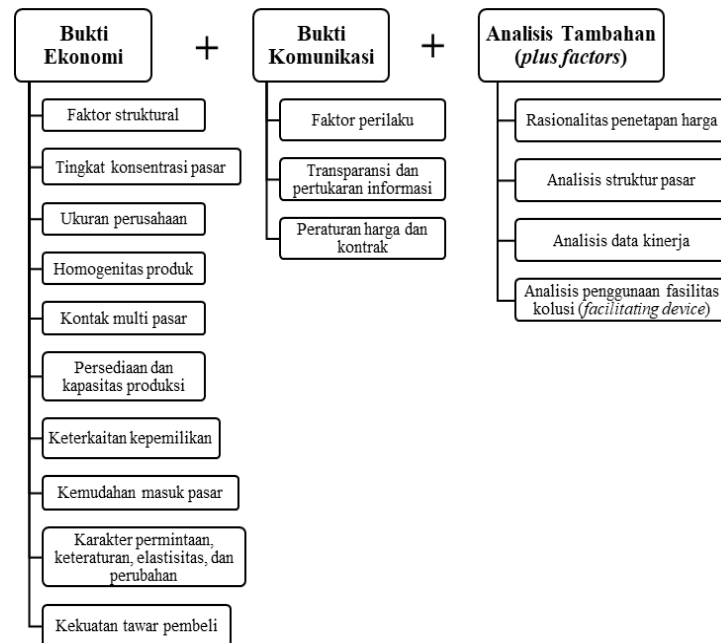 Bukti
Ekonomi
+
Bukti
Komunikasi
+
Analisis Tambahan
(plus factors)
Faktor struktural
Tingkat konsentrasi pasar
Ukuran perusahaan
Homogenitas produk
Kontak multi pasar
Persediaan dan
kapasitas produksi
Keterkaitan kepemilikan
Kemudahan masuk pasar
Karakter permintaan,
keteraturan, elastisitas, dan
perubahan
Kekuatan tawar pembeli
Faktor perilaku
Transparansi dan
pertukaran informasi
Peraturan harga dan
kontrak
Rasionalitas penetapan harga
Analisis struktur pasar
Analisis data kinerja
Analisis penggunaan fasilitas
kolusi (facilitating device)